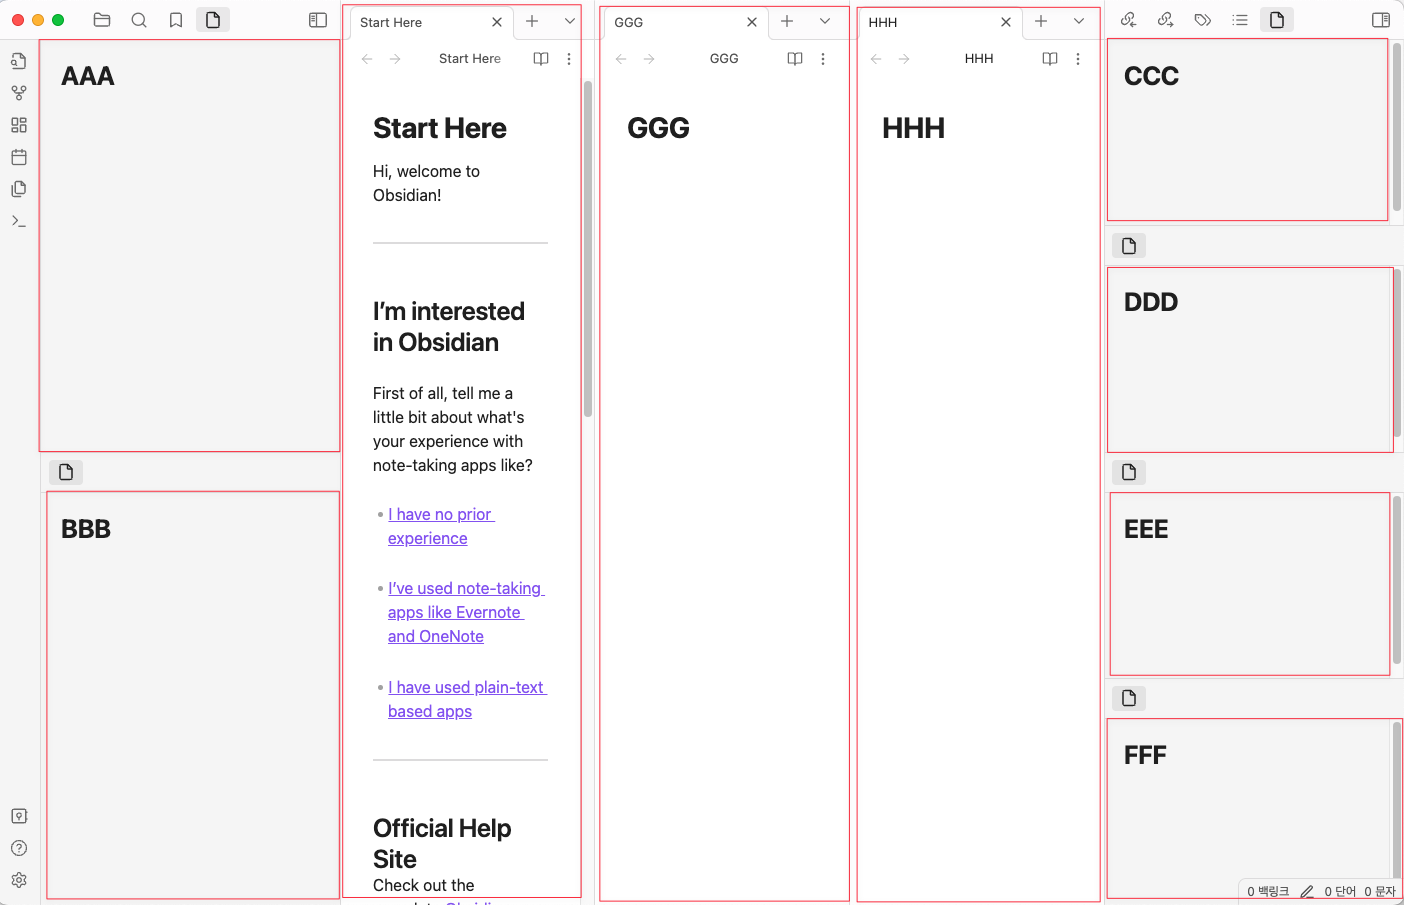 AAA
BBB
Start Here
Start Here
Start Here
Hi, welcome to
Obsidian!
I’m interested
in Obsidian
First of all, tell me a
little bit about what's
your experience with
note-taking apps like?
I have no prior
experience
I’ve used note-taking
apps like Evernote
and OneNote
I have used plain-text
based apps
Official Help
Site
Check out the
GGG
GGG
GGG
HHH
HHH
HHH
CCC
DDD
EEE
FFF
0 백링크 0 단어 0 문자